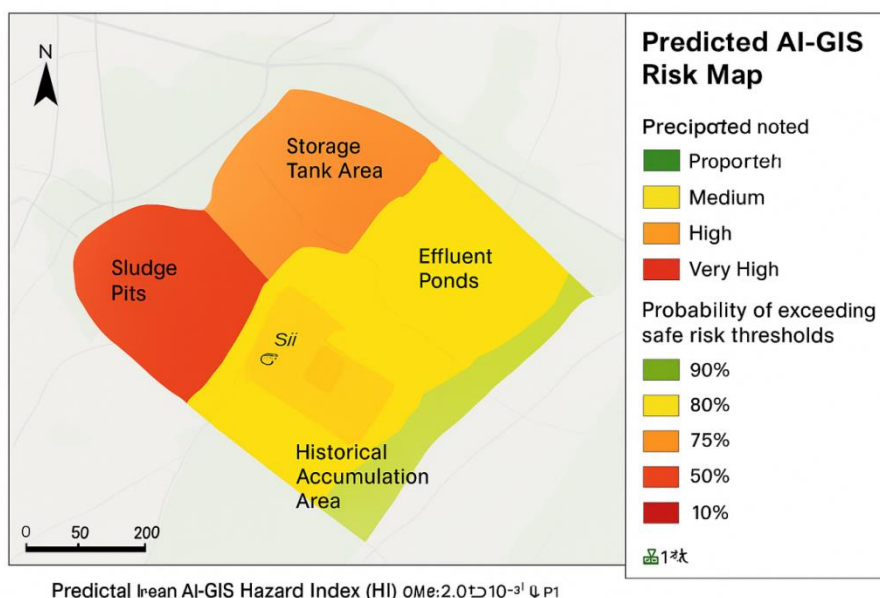 N
Storage
Tank Area
Sludge
Pits
Effluent
Ponds
Sii
Historical
Accumulation
Area
0 50 200
Predicted AI-GIS
Risk Map
Precipated noted
Proporteh
Medium
High
Very High
Probability of exceeding
safe risk thresholds
90%
80%
75%
50%
10%
Predictal AI-GIS Hazard Index (HI)